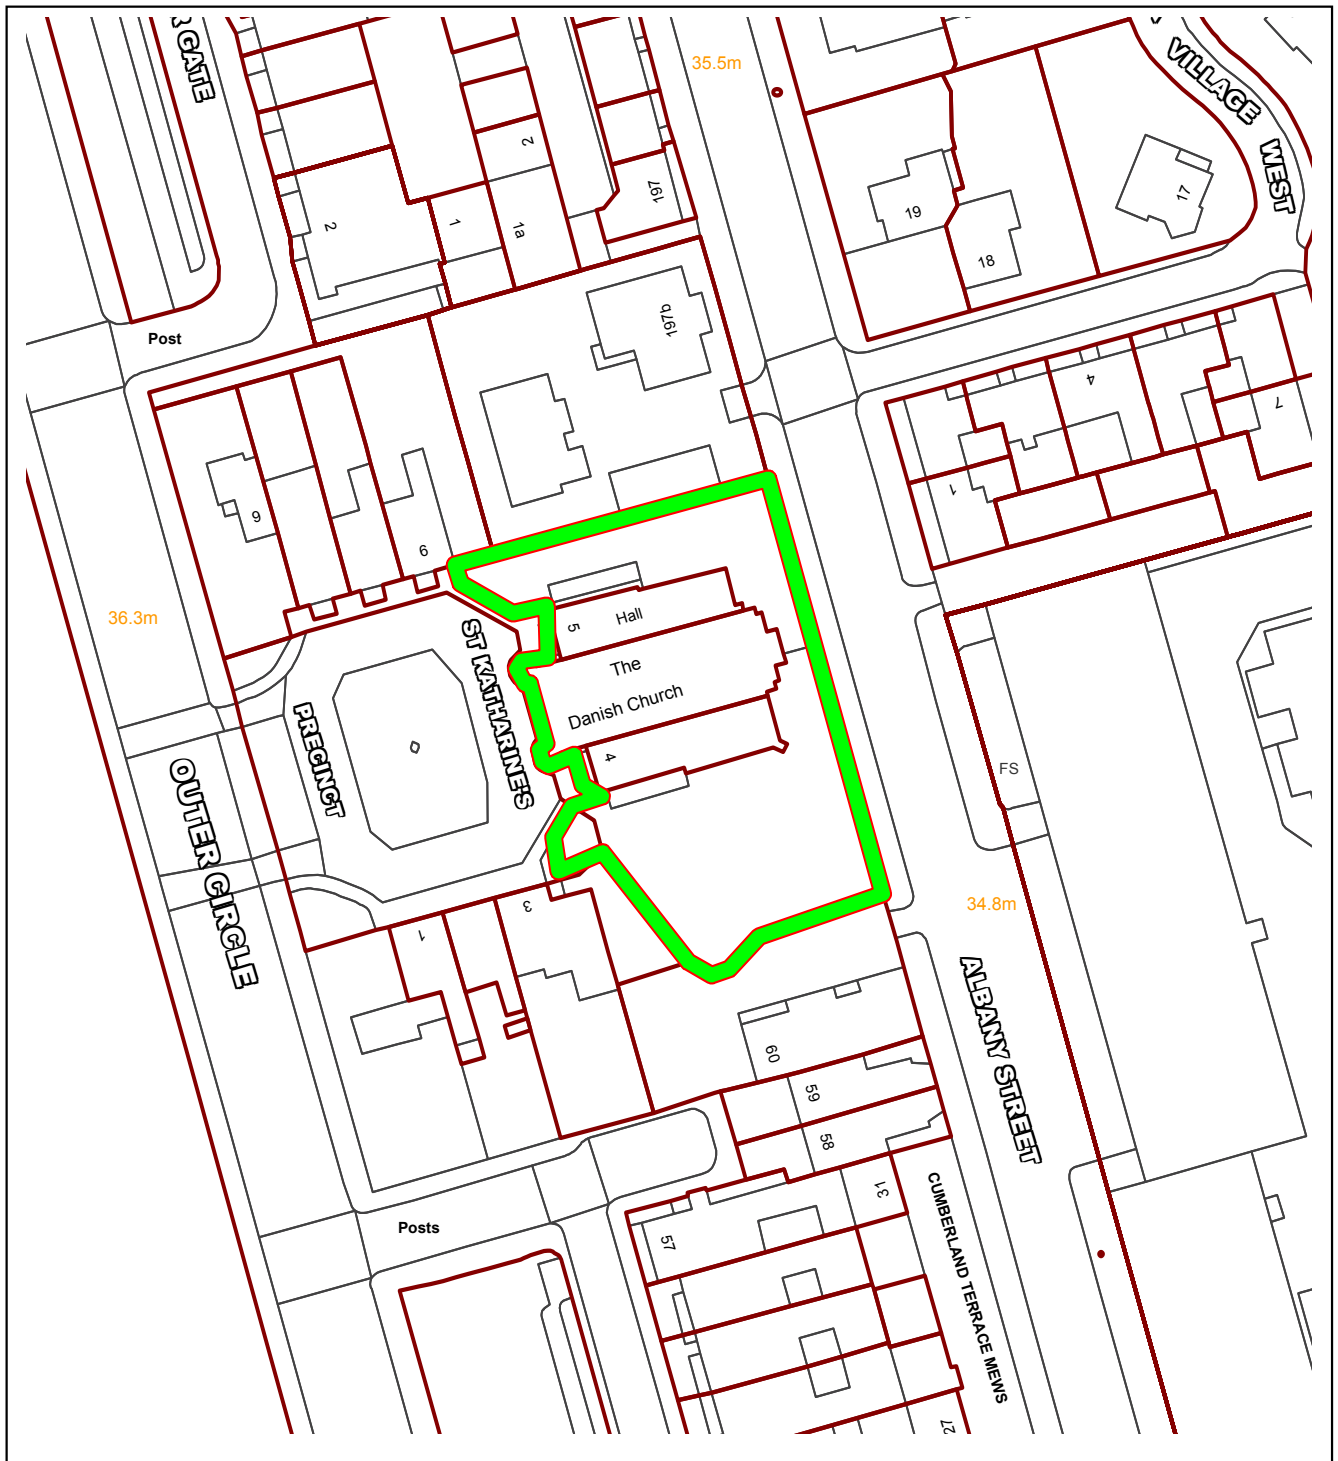 R GATE
35.5m
VILLAGE WEST
2
197
17
19
1
1a
2
18
197b
Post
4
7
1
9
6
36.3m
Hall
5
ST KATHARINE'S
The
Danish Church
PRECINCT
4
FS
OUTER CIRCLE
34.8m
3
1
ALBANY STREET
60
59
58
31
CUMBERLAND TERRACE MEWS
Posts
57
27